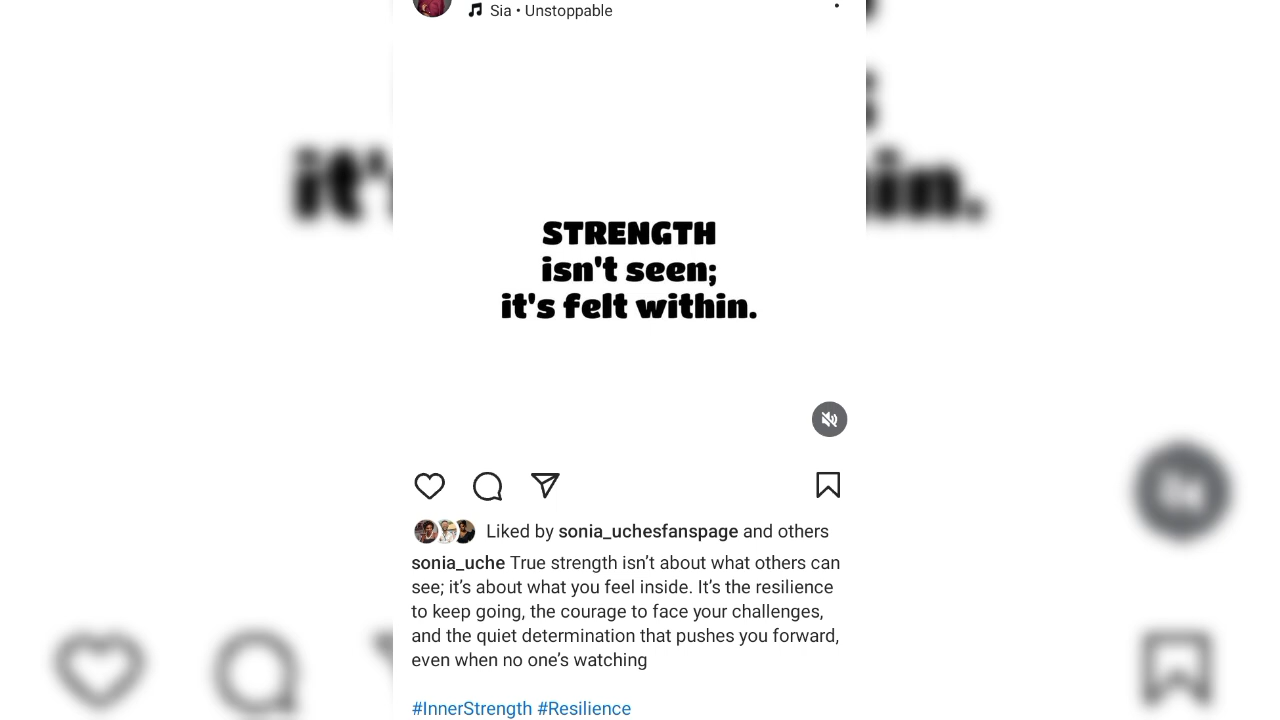 Sia • Unstoppable
STRENGTH
isn't seen;
it's felt within.
Liked by sonia_uchesfanspage and others
sonia_uche True strength isn’t about what others can
see; it’s about what you feel inside. It’s the resilience
to keep going, the courage to face your challenges,
and the quiet determination that pushes you forward,
even when no one’s watching
#InnerStrength #Resilience